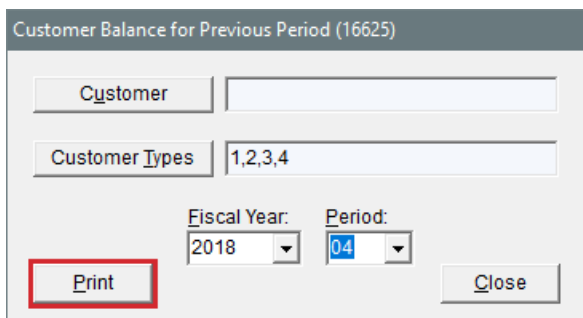 Customer Balance for Previous Period (16625)
Customer
Customer Types 1,2,3,4
Fiscal Year: Period:
2018 04
Print Close